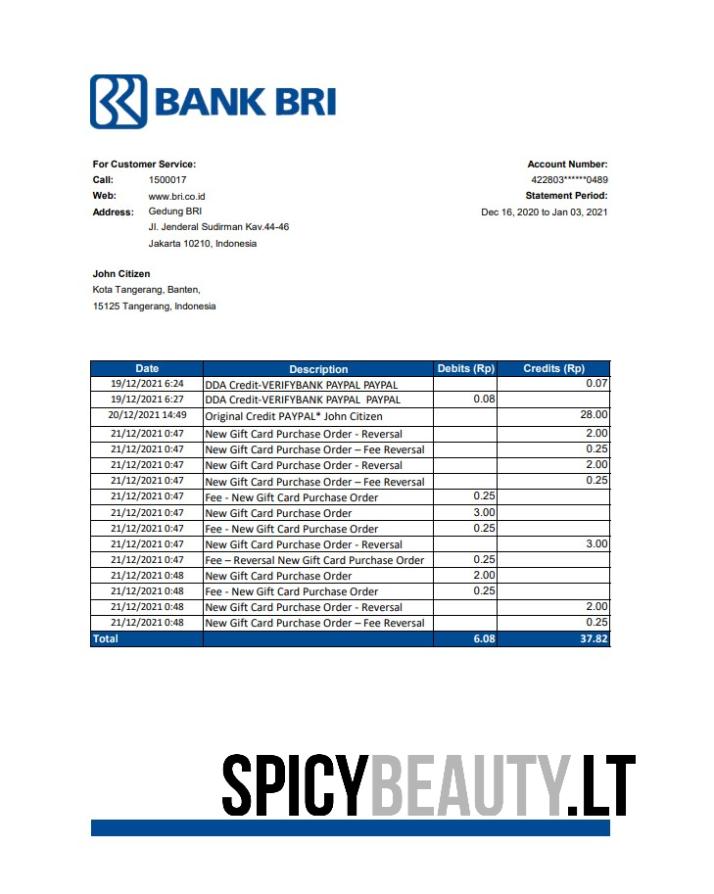 BANK BRI
For Customer Service:
Call: 1500017
Web: www.bri.co.id
Address: Gedung BRI
Jl. Jenderal Sudirman Kav.44-46
Jakarta 10210, Indonesia
Account Number:
422803******0489
Statement Period:
Dec 16, 2020 to Jan 03, 2021
John Citizen
Kota Tangerang, Banten,
15125 Tangerang, Indonesia
Date Description Debits (Rp) Credits (Rp)
19/12/2021 6:24 DDA Credit-VERIFYBANK PAYPAL PAYPAL 0.07
19/12/2021 6:27 DDA Credit-VERIFYBANK PAYPAL PAYPAL 0.08
20/12/2021 14:49 Original Credit PAYPAL* John Citizen 28.00
21/12/2021 0:47 New Gift Card Purchase Order - Reversal 2.00
21/12/2021 0:47 New Gift Card Purchase Order – Fee Reversal 0.25
21/12/2021 0:47 New Gift Card Purchase Order - Reversal 2.00
21/12/2021 0:47 New Gift Card Purchase Order – Fee Reversal 0.25
21/12/2021 0:47 Fee - New Gift Card Purchase Order 0.25
21/12/2021 0:47 New Gift Card Purchase Order 3.00
21/12/2021 0:47 Fee - New Gift Card Purchase Order 0.25
21/12/2021 0:47 New Gift Card Purchase Order - Reversal 3.00
21/12/2021 0:47 Fee – Reversal New Gift Card Purchase Order 0.25
21/12/2021 0:48 New Gift Card Purchase Order 2.00
21/12/2021 0:48 Fee - New Gift Card Purchase Order 0.25
21/12/2021 0:48 New Gift Card Purchase Order - Reversal 2.00
21/12/2021 0:48 New Gift Card Purchase Order – Fee Reversal 0.25
Total 6.08 37.82
SPICYBEAUTY.LT